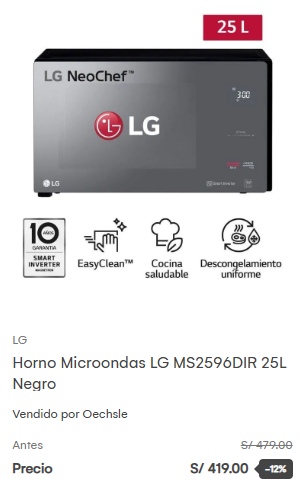 25 L
LG NeoChef™
3:00
LG
LG
10 AÑOS
GARANTÍA
SMART
INVERTER
MAGNETRON
EasyClean™
Cocina
saludable
Descongelamiento
uniforme
LG
Horno Microondas LG MS2596DIR 25L
Negro
Vendido por Oechsle
Antes S/ 479.00
Precio S/ 419.00 -12%